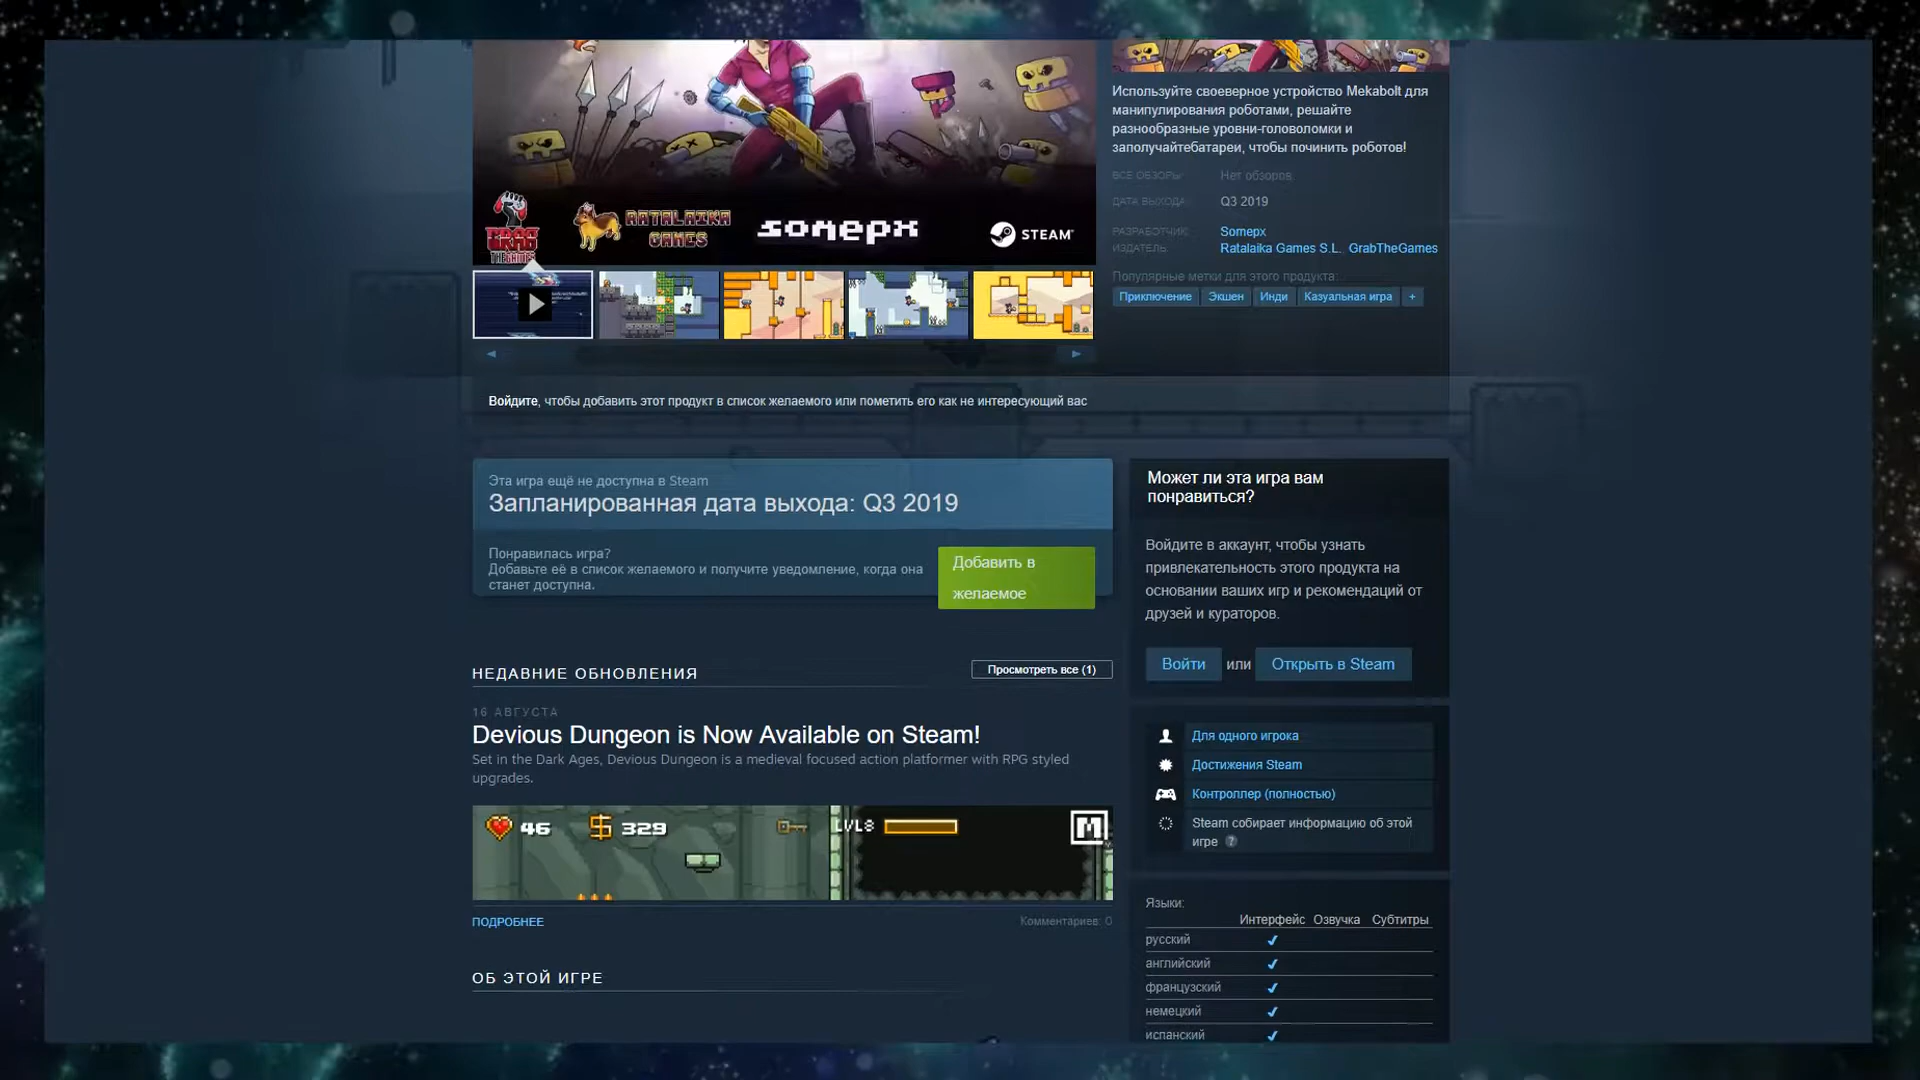 GRAB
THE GAMES
RATALAIKA
GAMES
somepx
STEAM
Войдите, чтобы добавить этот продукт в список желаемого или пометить его как не интересующий вас
Эта игра ещё не доступна в Steam
Запланированная дата выхода: Q3 2019
Понравилась игра?
Добавьте её в список желаемого и получите уведомление, когда она
станет доступна.
Добавить в
желаемое
НЕДАВНИЕ ОБНОВЛЕНИЯ
Просмотреть все (1)
16 АВГУСТА
Devious Dungeon is Now Available on Steam!
Set in the Dark Ages, Devious Dungeon is a medieval focused action platformer with RPG styled
upgrades.
46
329
LVL8
M
ПОДРОБНЕЕ
Комментариев: 0
ОБ ЭТОЙ ИГРЕ
Используйте своеверное устройство Mekabolt для
манипулирования роботами, решайте
разнообразные уровни-головоломки и
заполучайтебатареи, чтобы починить роботов!
ВСЕ ОБЗОРЫ:
Нет обзоров
ДАТА ВЫХОДА:
Q3 2019
РАЗРАБОТЧИК:
Somepx
ИЗДАТЕЛЬ:
Ratalaika Games S.L., GrabTheGames
Популярные метки для этого продукта:
Приключение
Экшен
Инди
Казуальная игра
+
Может ли эта игра вам
понравиться?
Войдите в аккаунт, чтобы узнать
привлекательность этого продукта на
основании ваших игр и рекомендаций от
друзей и кураторов.
Войти
или
Открыть в Steam
Для одного игрока
Достижения Steam
Контроллер (полностью)
Steam собирает информацию об этой
игре ?
Языки:
Интерфейс Озвучка Субтитры
русский ✔
английский ✔
французский ✔
немецкий ✔
испанский ✔